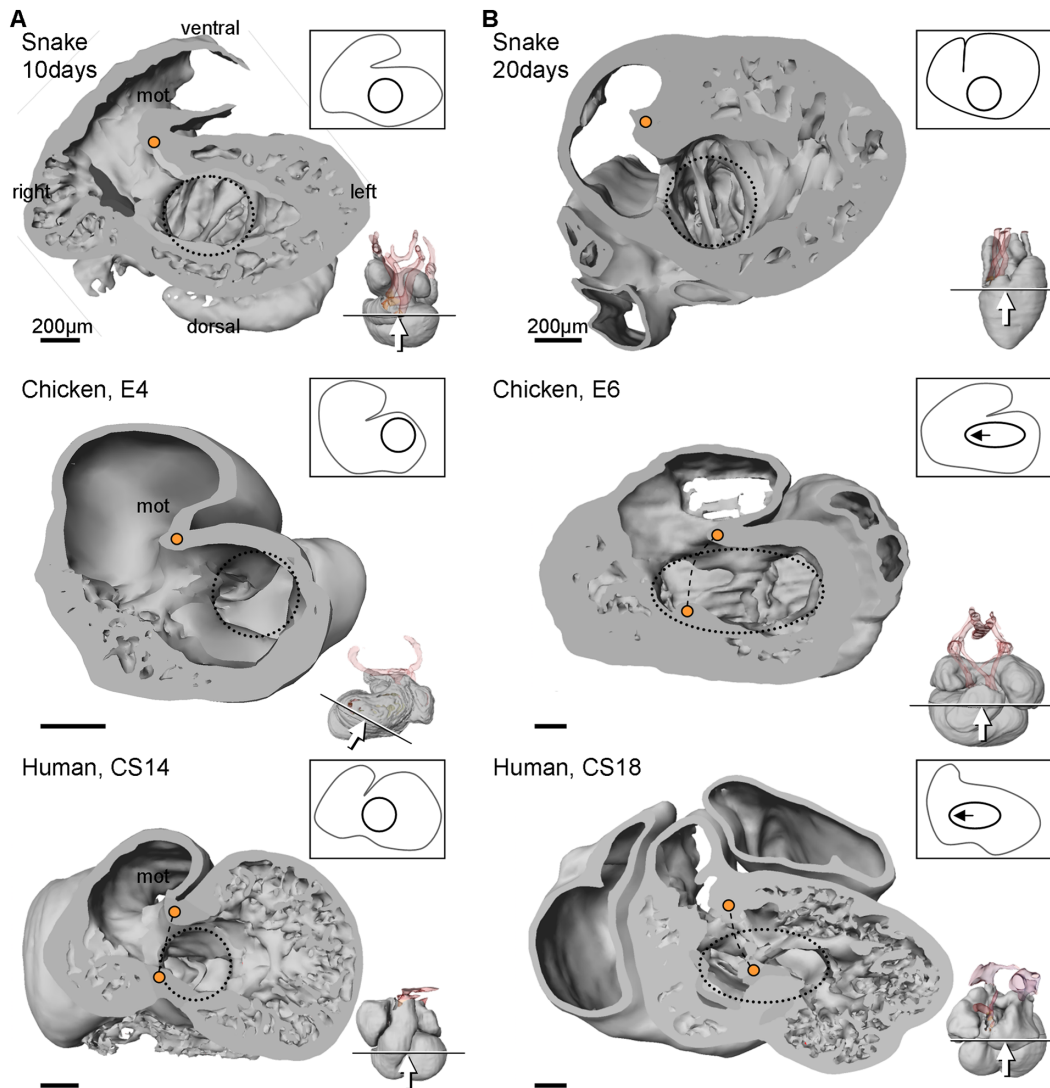 A
Snake
10days
ventral
mot
right
left
dorsal
200µm
B
Snake
20days
200µm
Chicken, E4
mot
Chicken, E6
Human, CS14
mot
Human, CS18